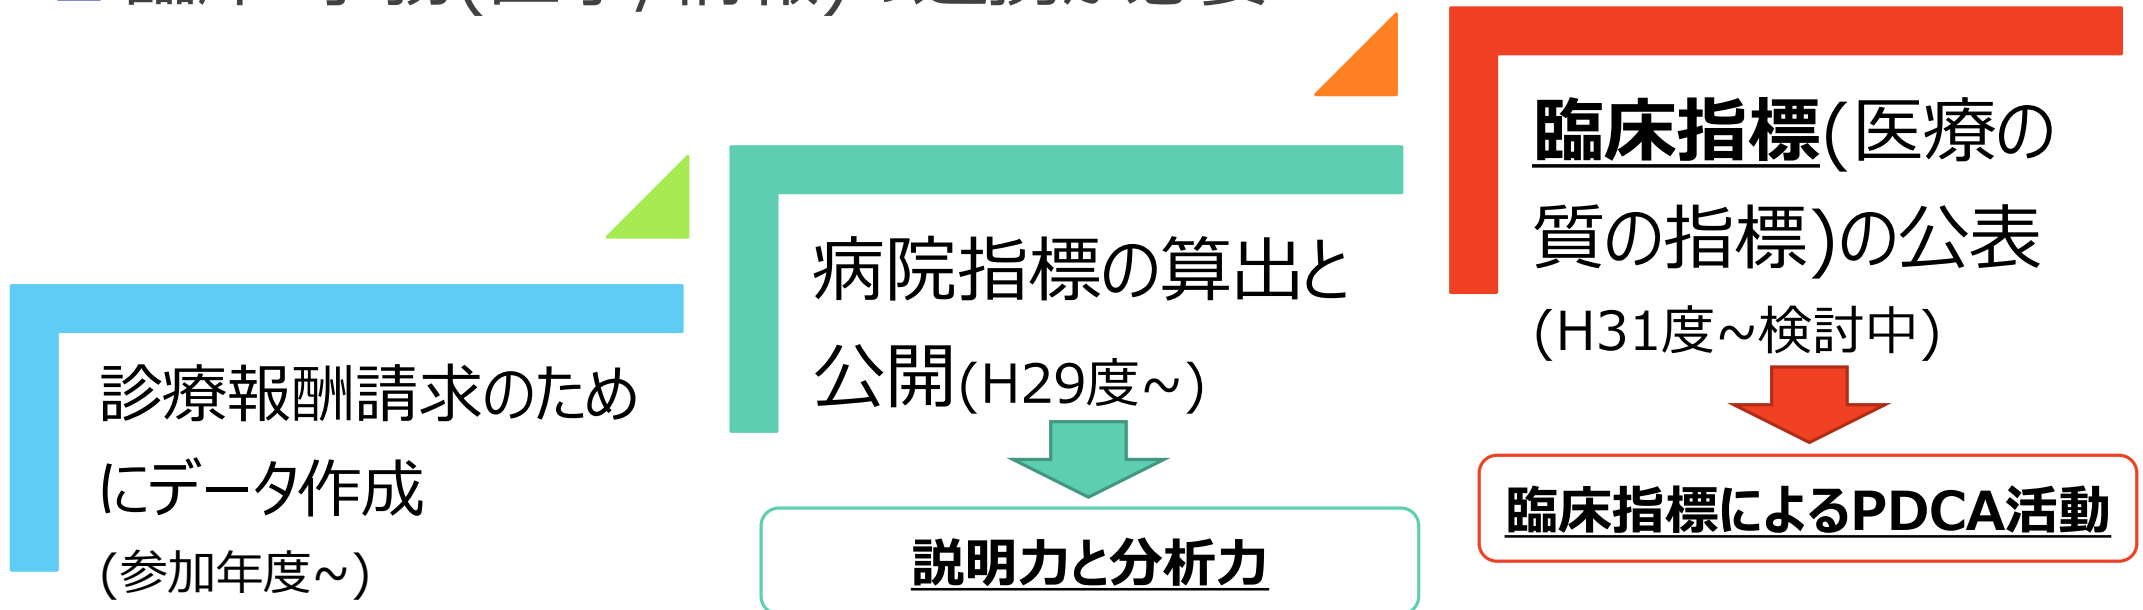 診療報酬請求のため
にデータ作成
(参加年度~)
病院指標の算出と
公開(H29度~)
説明力と分析力
臨床指標(医療の
質の指標)の公表
(H31度~検討中)
臨床指標によるPDCA活動